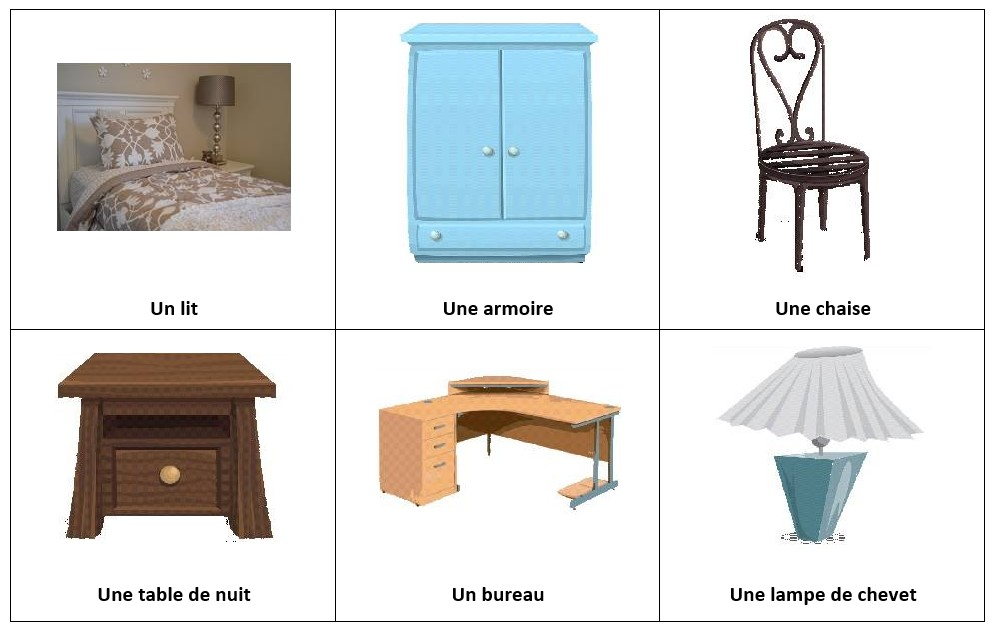 Un lit
Une armoire
Une chaise
Une table de nuit
Un bureau
Une lampe de chevet